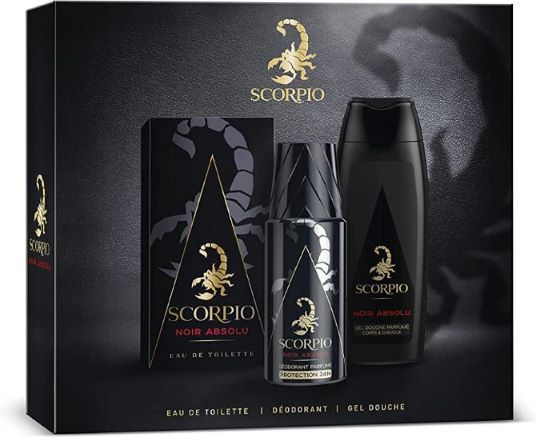 SCORPIO
SCORPIO
NOIR ABSOLU
SCORPIO
NOIR ABSOLU
EAU DE TOILETTE
SCORPIO
NOIR ABSOLU
DÉODORANT PARFUMÉ
PROTECTION 24H
SCORPIO
NOIR ABSOLU
GEL DOUCHE PARFUMÉ
CORPS & CHEVEUX
EAU DE TOILETTE | DÉODORANT | GEL DOUCHE